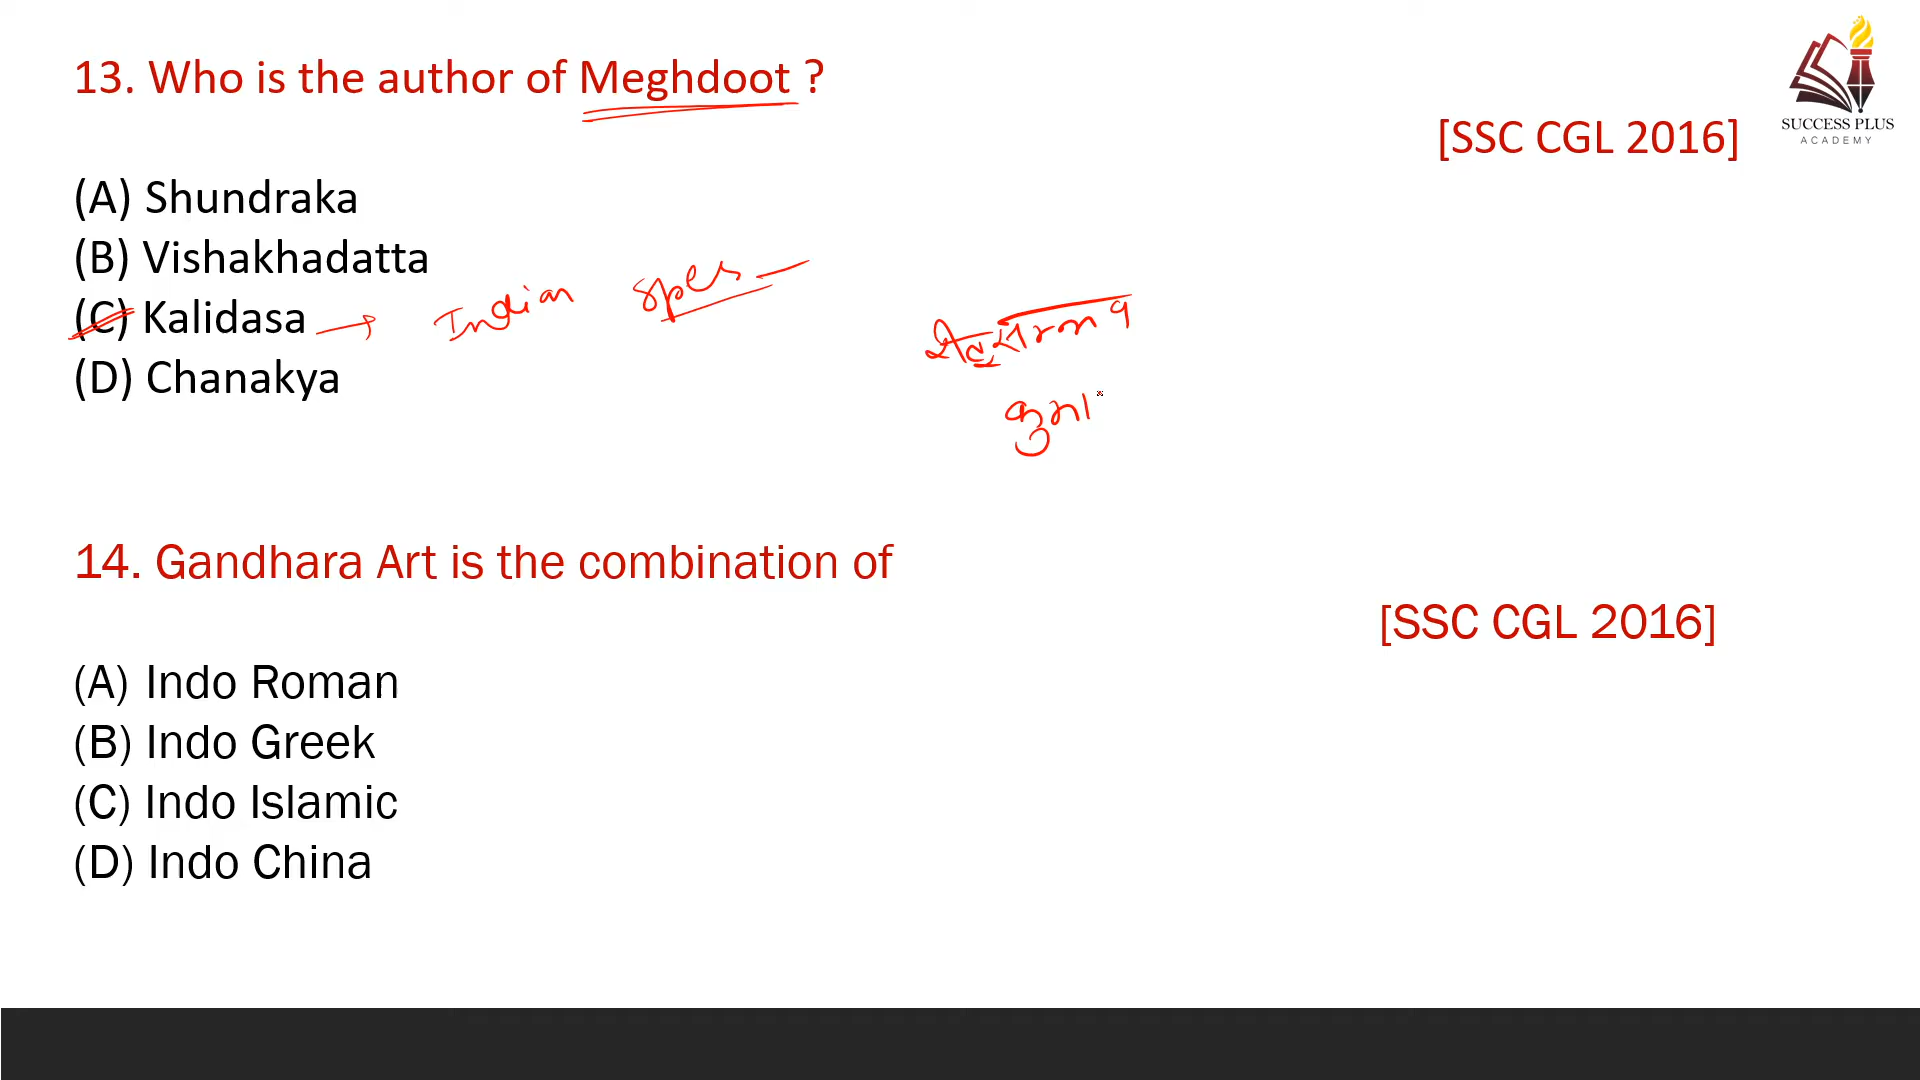 13. Who is the author of Meghdoot ?
[SSC CGL 2016]
SUCCESS PLUS
ACADEMY
(A) Shundraka
(B) Vishakhadatta
(C) Kalidasa → Indian
(D) Chanakya
कुमा
14. Gandhara Art is the combination of
[SSC CGL 2016]
(A) Indo Roman
(B) Indo Greek
(C) Indo Islamic
(D) Indo China